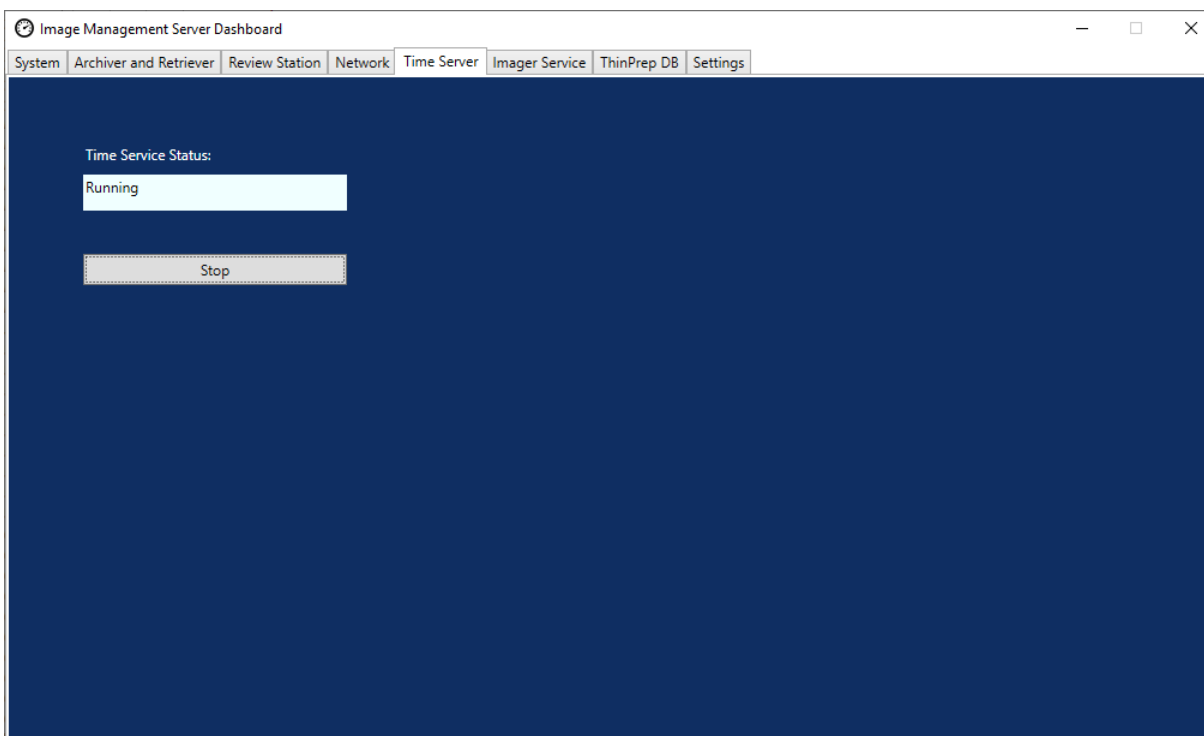 Image Management Server Dashboard
System Archiver and Retriever Review Station Network Time Server Imager Service ThinPrep DB Settings
Time Service Status:
Running
Stop